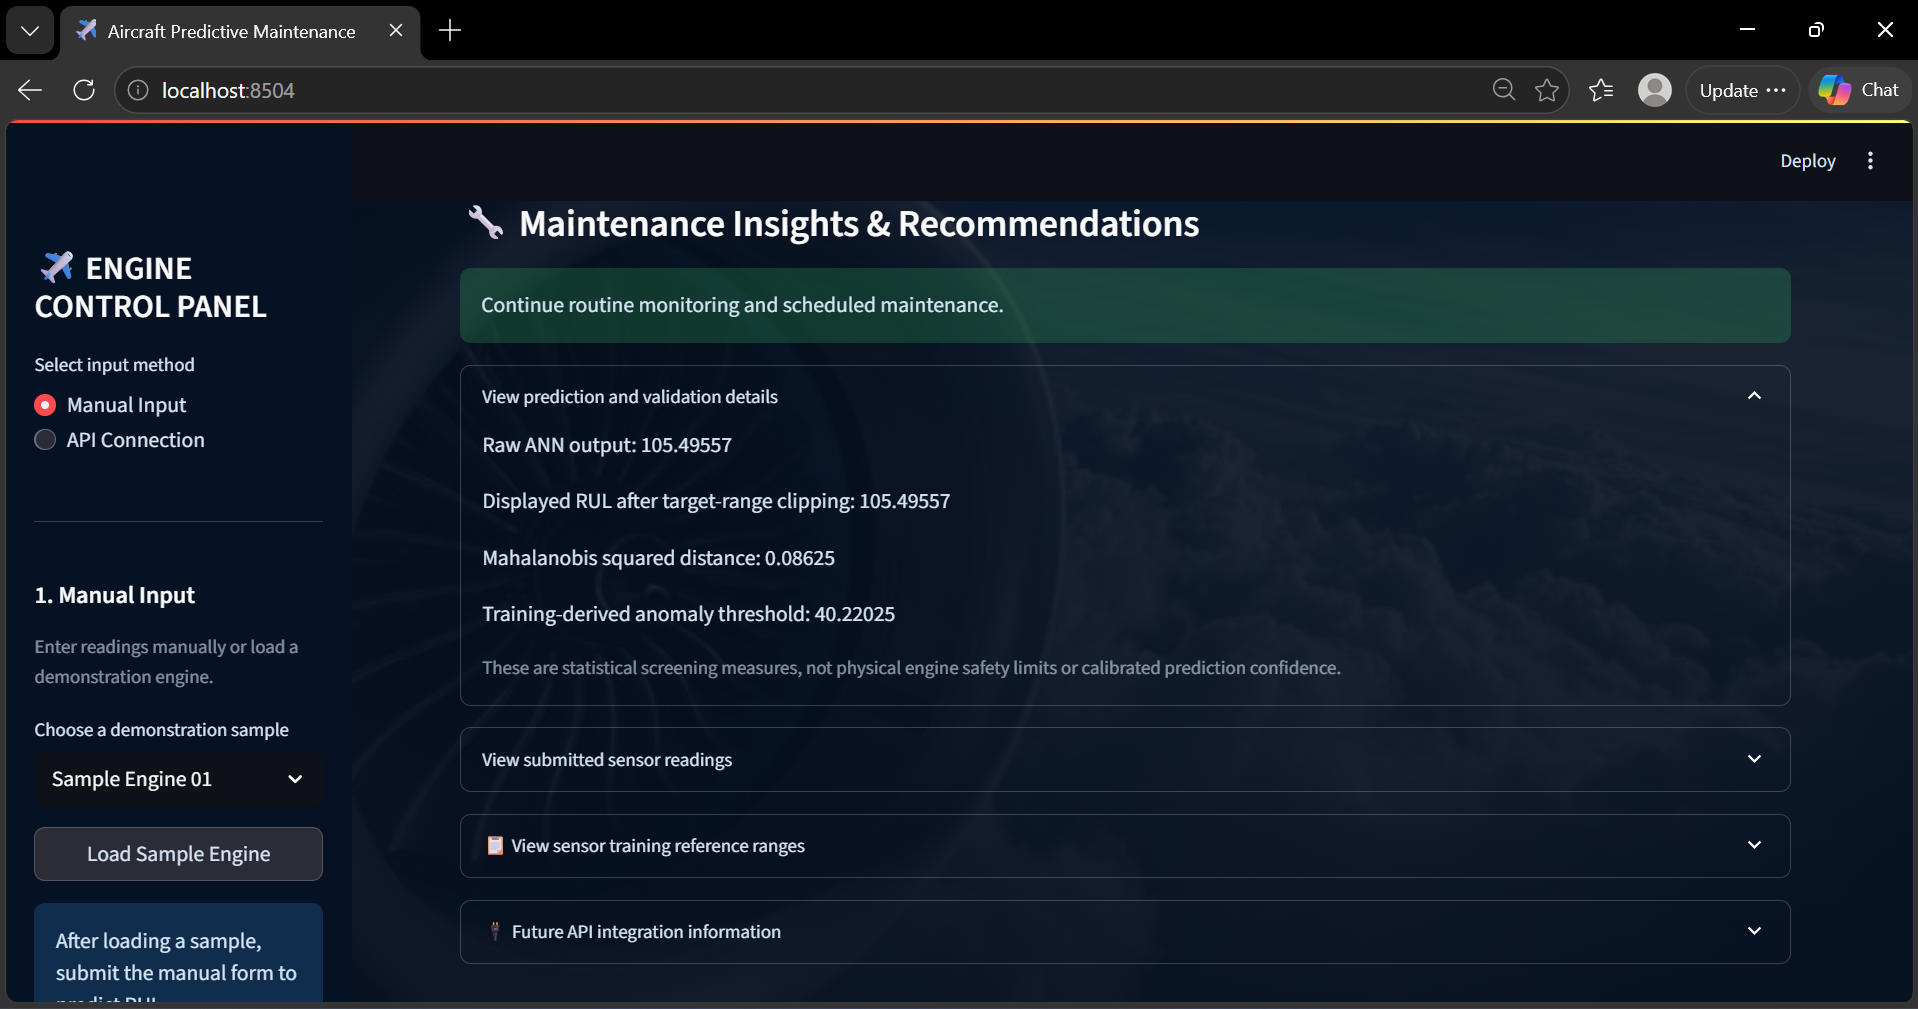 Aircraft Predictive Maintenance
localhost:8504
Update
Chat
Deploy
ENGINE
CONTROL PANEL
Select input method
Manual Input
API Connection
1. Manual Input
Enter readings manually or load a
demonstration engine.
Choose a demonstration sample
Sample Engine 01
Load Sample Engine
After loading a sample,
submit the manual form to
predict RUL
Maintenance Insights & Recommendations
Continue routine monitoring and scheduled maintenance.
View prediction and validation details
Raw ANN output: 105.49557
Displayed RUL after target-range clipping: 105.49557
Mahalanobis squared distance: 0.08625
Training-derived anomaly threshold: 40.22025
These are statistical screening measures, not physical engine safety limits or calibrated prediction confidence.
View submitted sensor readings
View sensor training reference ranges
Future API integration information